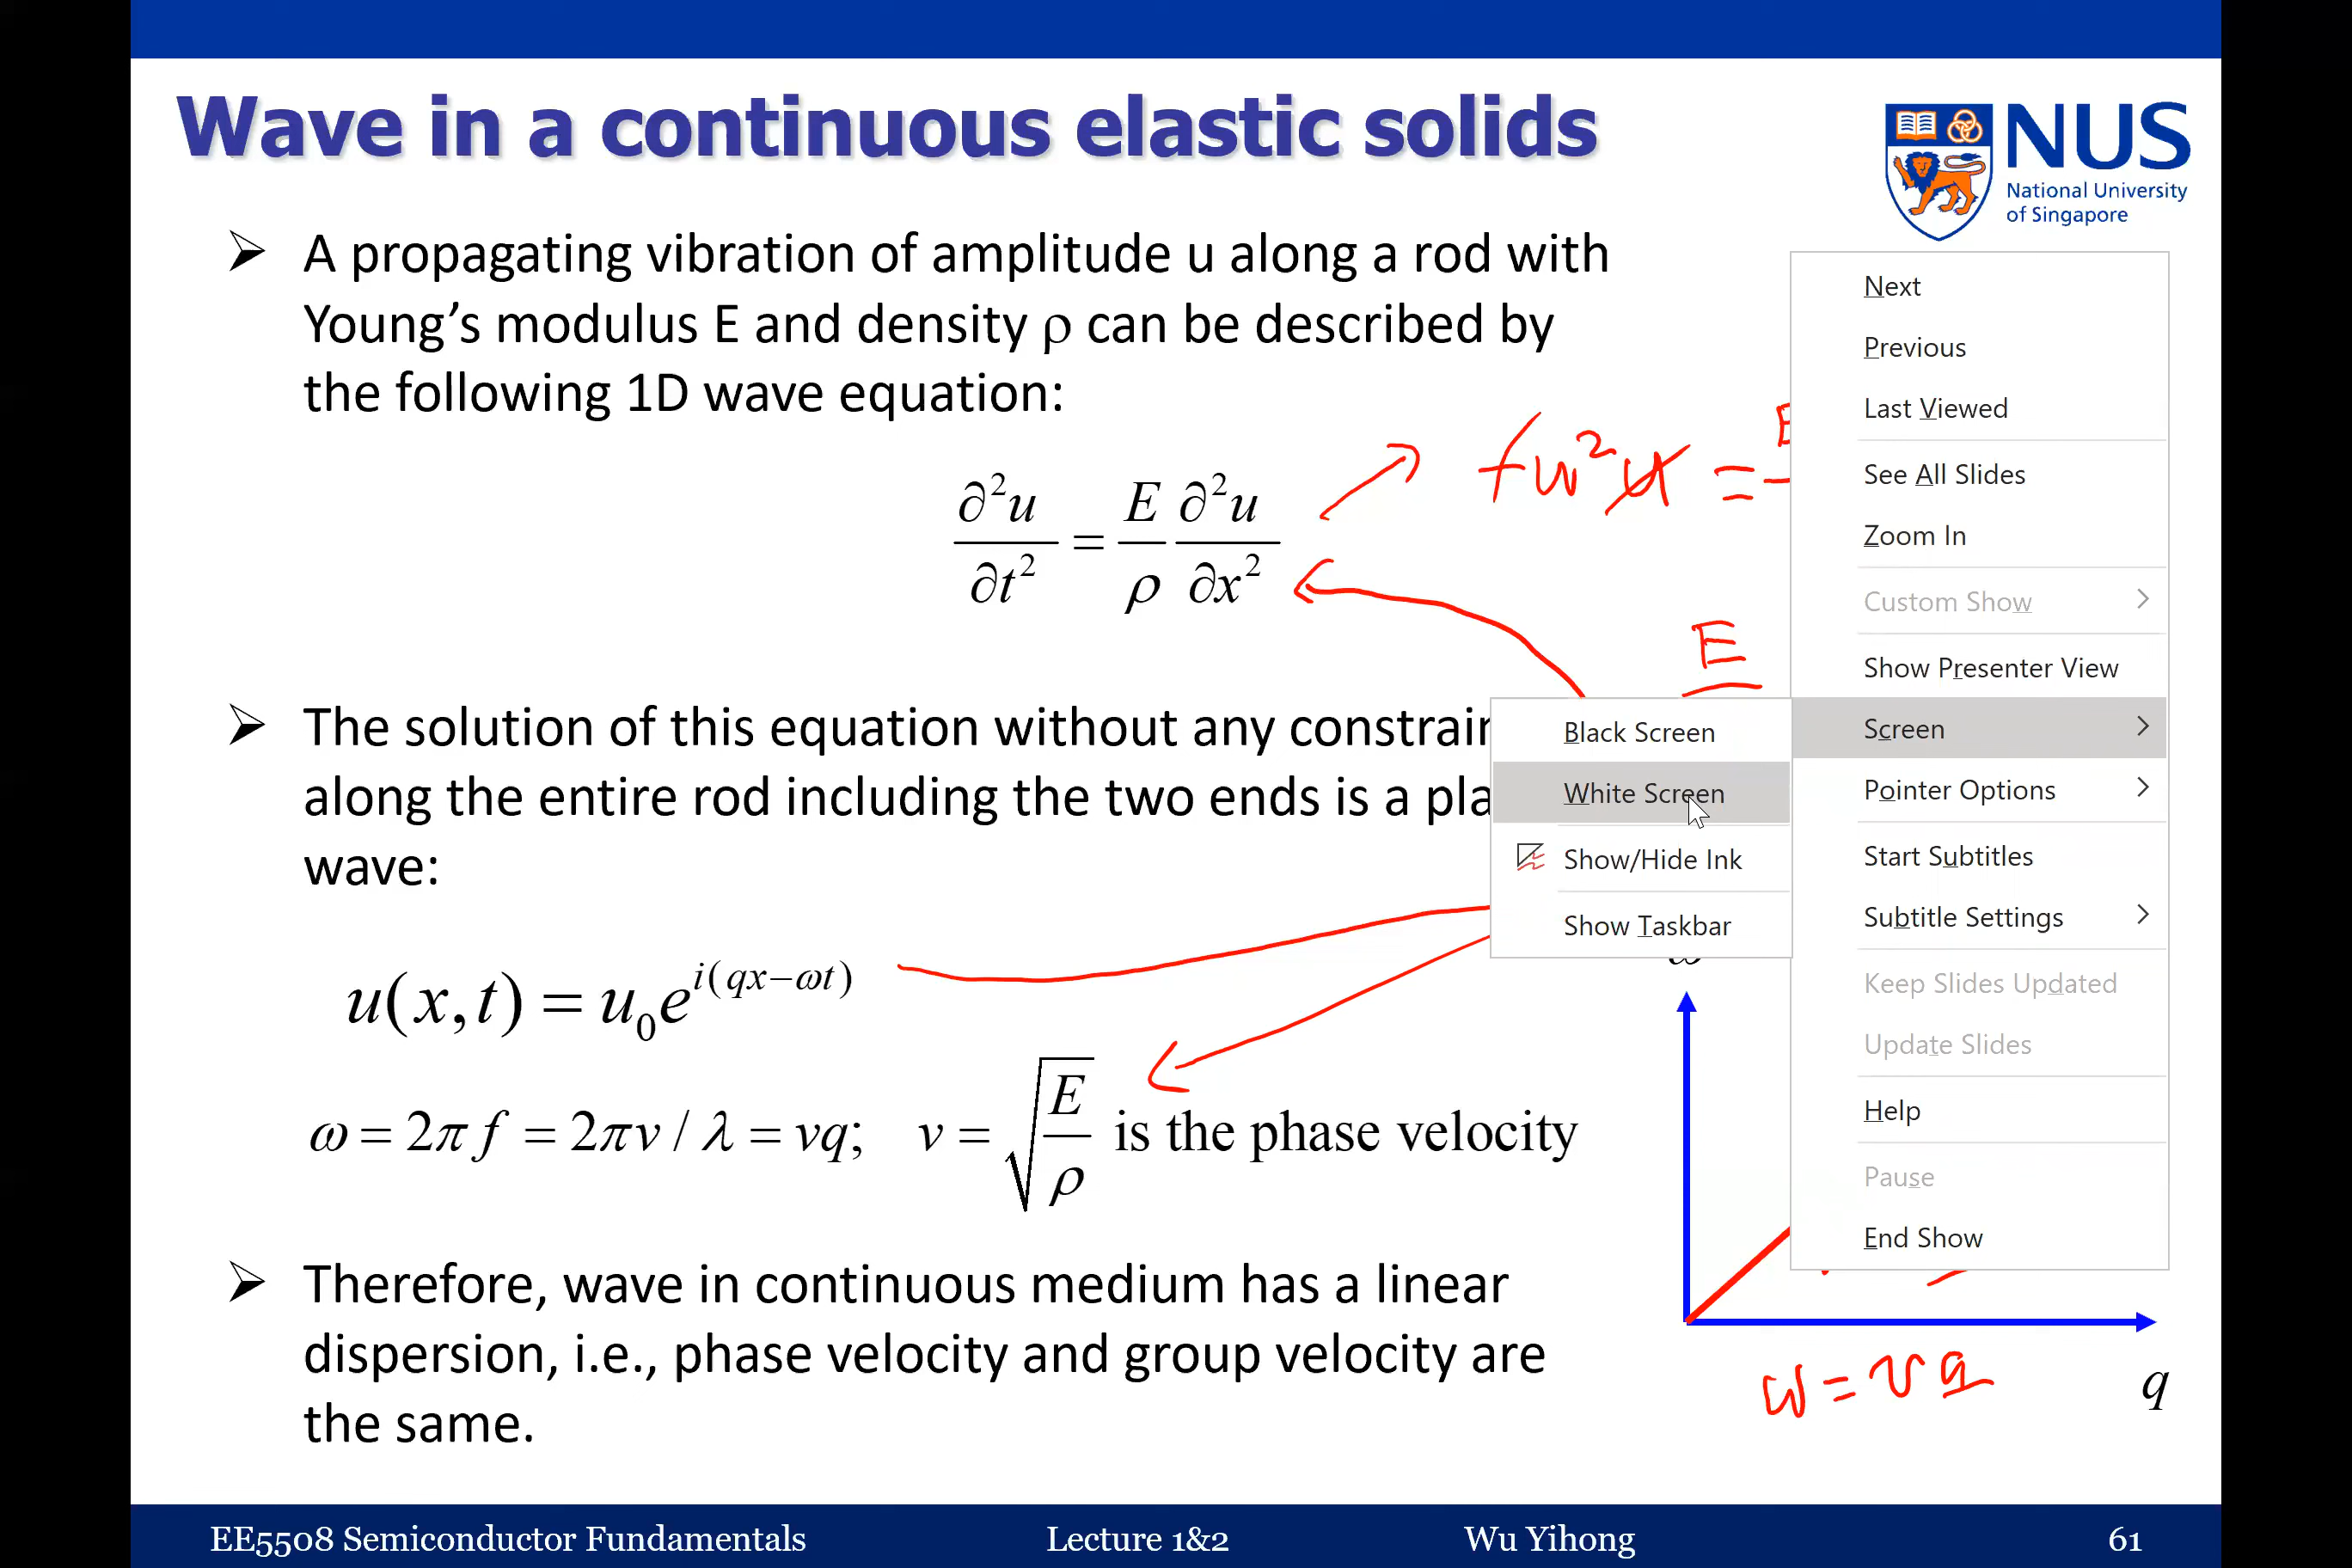 Wave in a continuous elastic solids
NUS
National University
of Singapore
➢ A propagating vibration of amplitude u along a rod with
Young's modulus E and density ρ can be described by
the following 1D wave equation:
∂²u/∂t² = E/ρ ∂²u/∂x²
ω² u =
E
➢ The solution of this equation without any
along the entire rod including the two ends is a
wave:
u(x,t) = u₀e^{i(qx−ωt)}
ω = 2πf = 2πv / λ = vq; v = √(E/ρ) is the phase velocity
➢ Therefore, wave in continuous medium has a linear
dispersion, i.e., phase velocity and group velocity are
the same.
ω
q
ω = vq
Next
Previous
Last Viewed
See All Slides
Zoom In
Custom Show
Show Presenter View
Screen
Pointer Options
Start Subtitles
Subtitle Settings
Keep Slides Updated
Update Slides
Help
Pause
End Show
Black Screen
White Screen
Show/Hide Ink
Show Taskbar
EE5508 Semiconductor Fundamentals Lecture 1&2 Wu Yihong 61